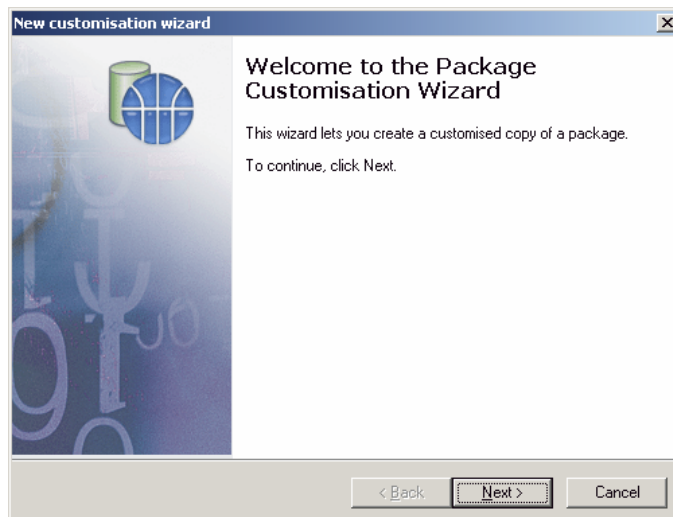 New customisation wizard
Welcome to the Package
Customisation Wizard
This wizard lets you create a customised copy of a package.
To continue, click Next.
< Back
Next >
Cancel